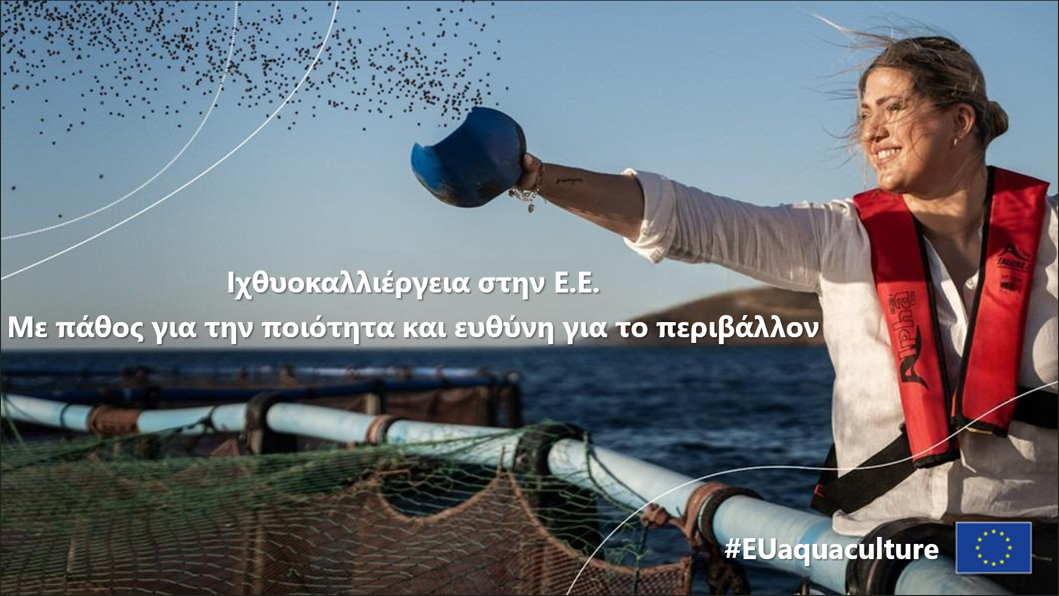 Ιχθυοκαλλιέργεια στην Ε.Ε.
Με πάθος για την ποιότητα και ευθύνη για το περιβάλλον
Alpha
#EUaquaculture